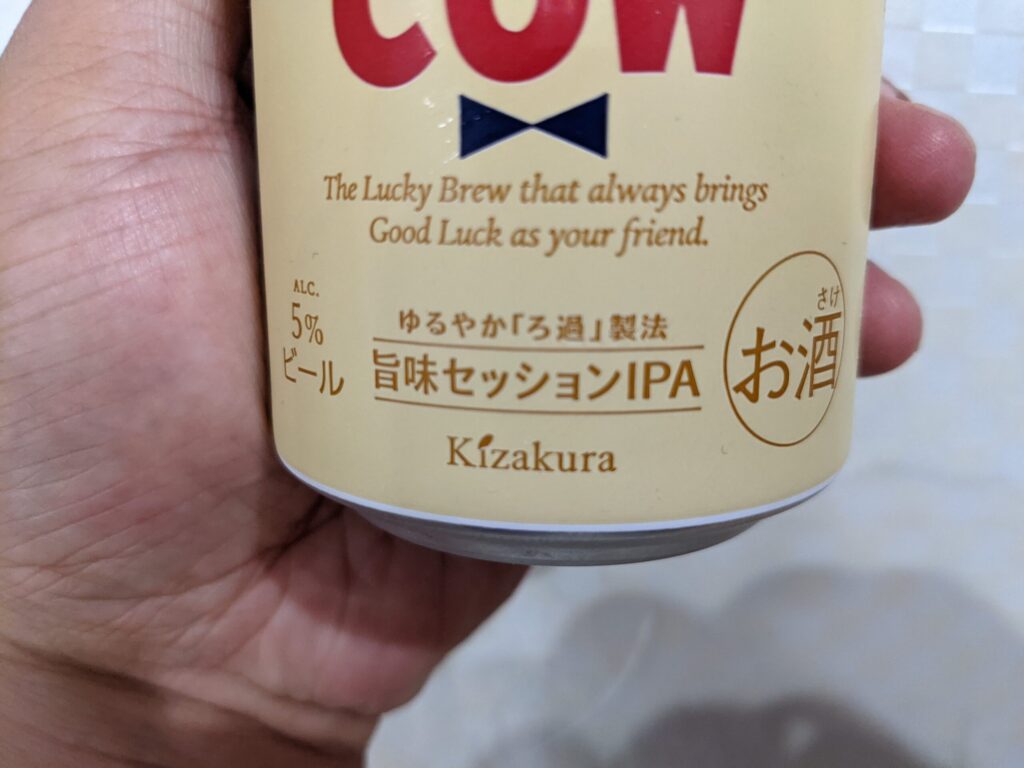 COW
The Lucky Brew that always brings
Good Luck as your friend.
ALC.
5%
ビール
ゆるやか「ろ過」製法
旨味セッションIPA
さけ
お酒
Kizakura